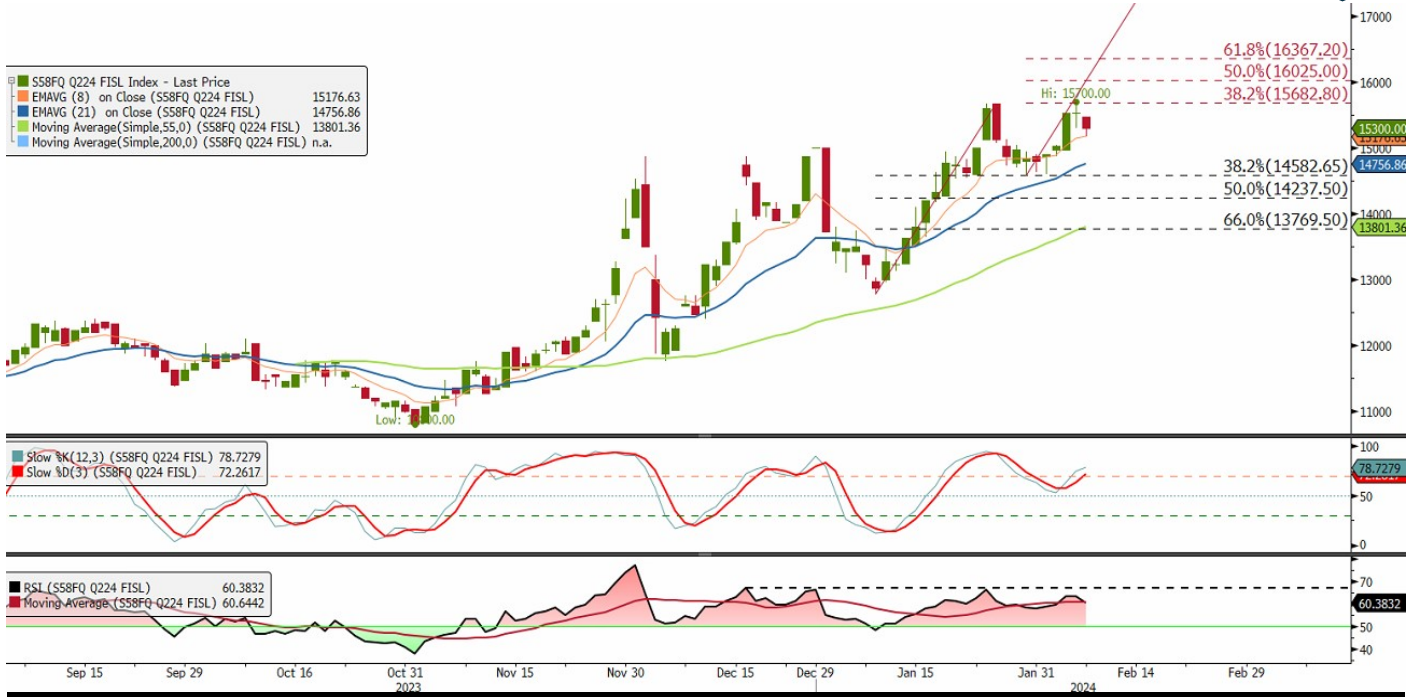 S58FQ Q224 FISL Index - Last Price
EMAVG (8) on Close (S58FQ Q224 FISL) 15176.63
EMAVG (21) on Close (S58FQ Q224 FISL) 14756.86
Moving Average(Simple,55,0) (S58FQ Q224 FISL) 13801.36
Moving Average(Simple,200,0) (S58FQ Q224 FISL) n.a.
17000
61.8%(16367.20)
16000
50.0%(16025.00)
Hi: 15700.00
38.2%(15682.80)
15300.00
15176.63
15000
14756.86
38.2%(14582.65)
50.0%(14237.50)
14000
13801.36
66.0%(13769.50)
13000
12000
11000
Low:
Slow %K(12,3) (S58FQ Q224 FISL) 78.7279
Slow %D(3) (S58FQ Q224 FISL) 72.2617
100
78.7279
72.2617
50
0
RSI (S58FQ Q224 FISL) 60.3832
Moving Average (S58FQ Q224 FISL) 60.6442
70
60.3832
50
40
Sep 15 Sep 29 Oct 16 Oct 31 Nov 15 Nov 30 Dec 15 Dec 29 Jan 15 Jan 31 Feb 14 Feb 29
2023 2024